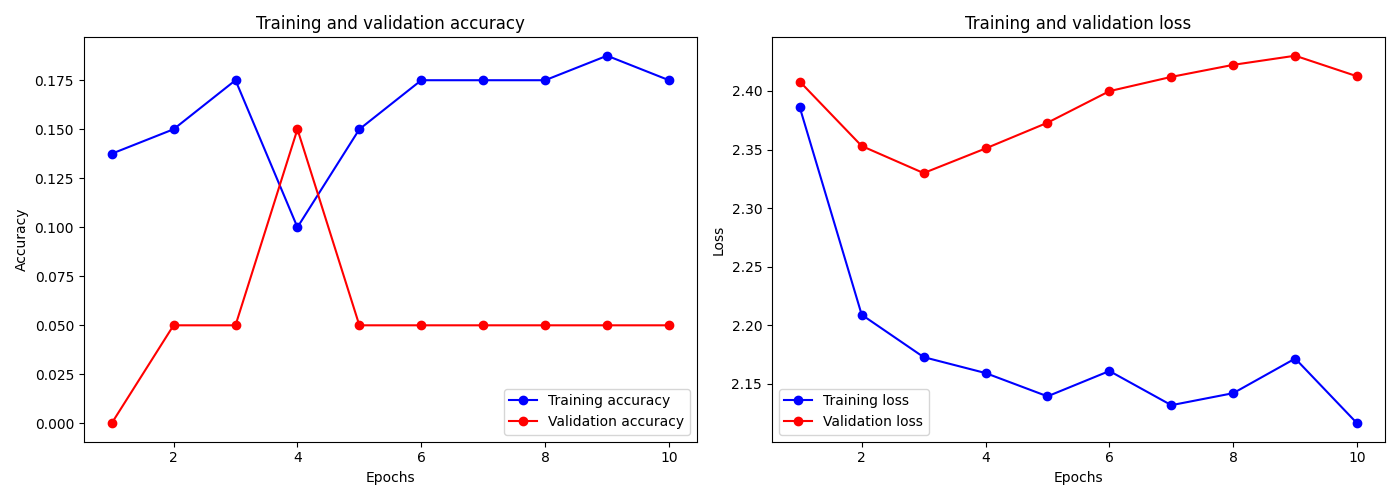 Training and validation accuracy
Accuracy
0.175
0.150
0.125
0.100
0.075
0.050
0.025
0.000
2 4 6 8 10
Epochs
Training accuracy
Validation accuracy
Training and validation loss
Loss
2.40
2.35
2.30
2.25
2.20
2.15
2 4 6 8 10
Epochs
Training loss
Validation loss